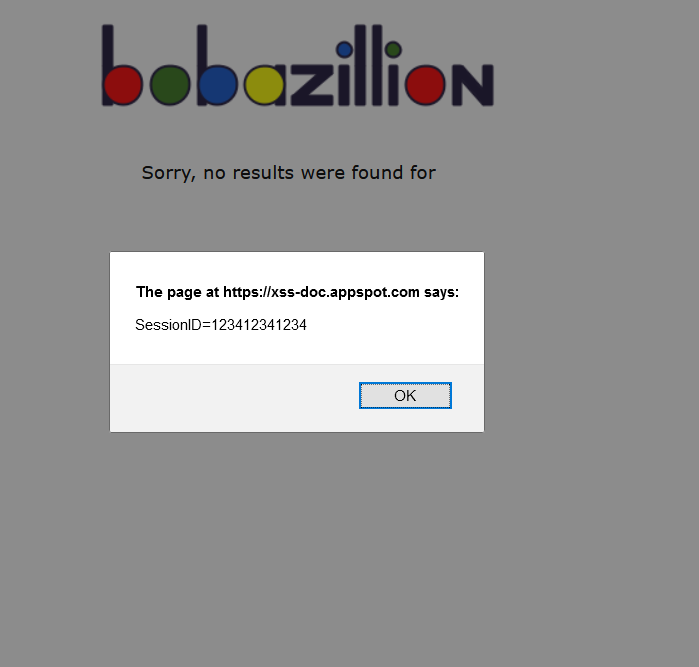 bobazillion
Sorry, no results were found for
The page at https://xss-doc.appspot.com says:
SessionID=123412341234
OK